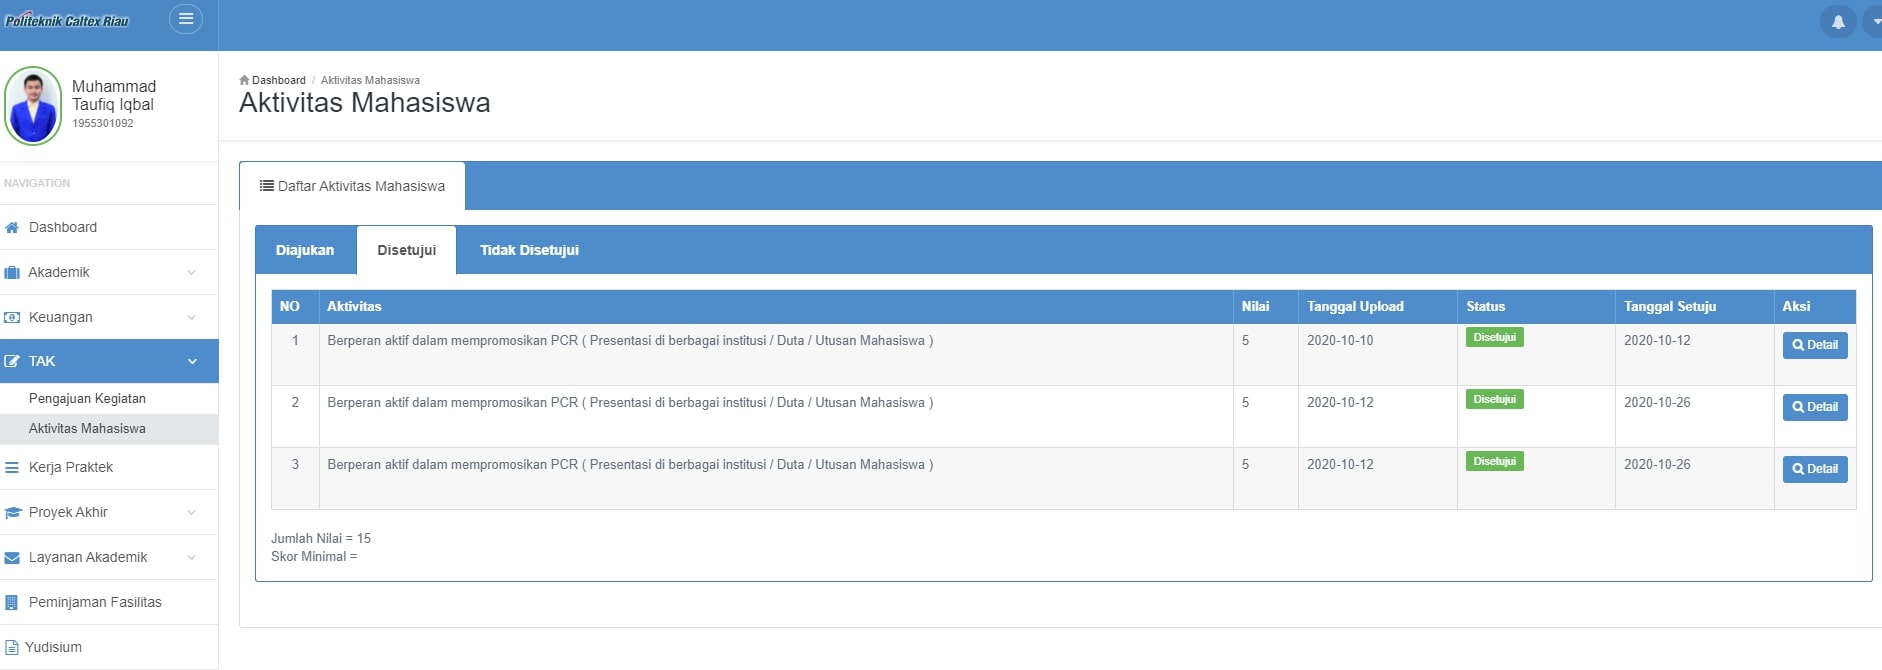 Politeknik Caltex Riau
Muhammad
Taufiq Iqbal
1955301092
NAVIGATION
Dashboard
Akademik
Keuangan
TAK
Pengajuan Kegiatan
Aktivitas Mahasiswa
Kerja Praktek
Proyek Akhir
Layanan Akademik
Peminjaman Fasilitas
Yudisium
Dashboard / Aktivitas Mahasiswa
Aktivitas Mahasiswa
Daftar Aktivitas Mahasiswa
Diajukan Disetujui Tidak Disetujui
NO Aktivitas Nilai Tanggal Upload Status Tanggal Setuju Aksi
1 Berperan aktif dalam mempromosikan PCR ( Presentasi di berbagai institusi / Duta / Utusan Mahasiswa ) 5 2020-10-10 Disetujui 2020-10-12 Detail
2 Berperan aktif dalam mempromosikan PCR ( Presentasi di berbagai institusi / Duta / Utusan Mahasiswa ) 5 2020-10-12 Disetujui 2020-10-26 Detail
3 Berperan aktif dalam mempromosikan PCR ( Presentasi di berbagai institusi / Duta / Utusan Mahasiswa ) 5 2020-10-12 Disetujui 2020-10-26 Detail
Jumlah Nilai = 15
Skor Minimal =